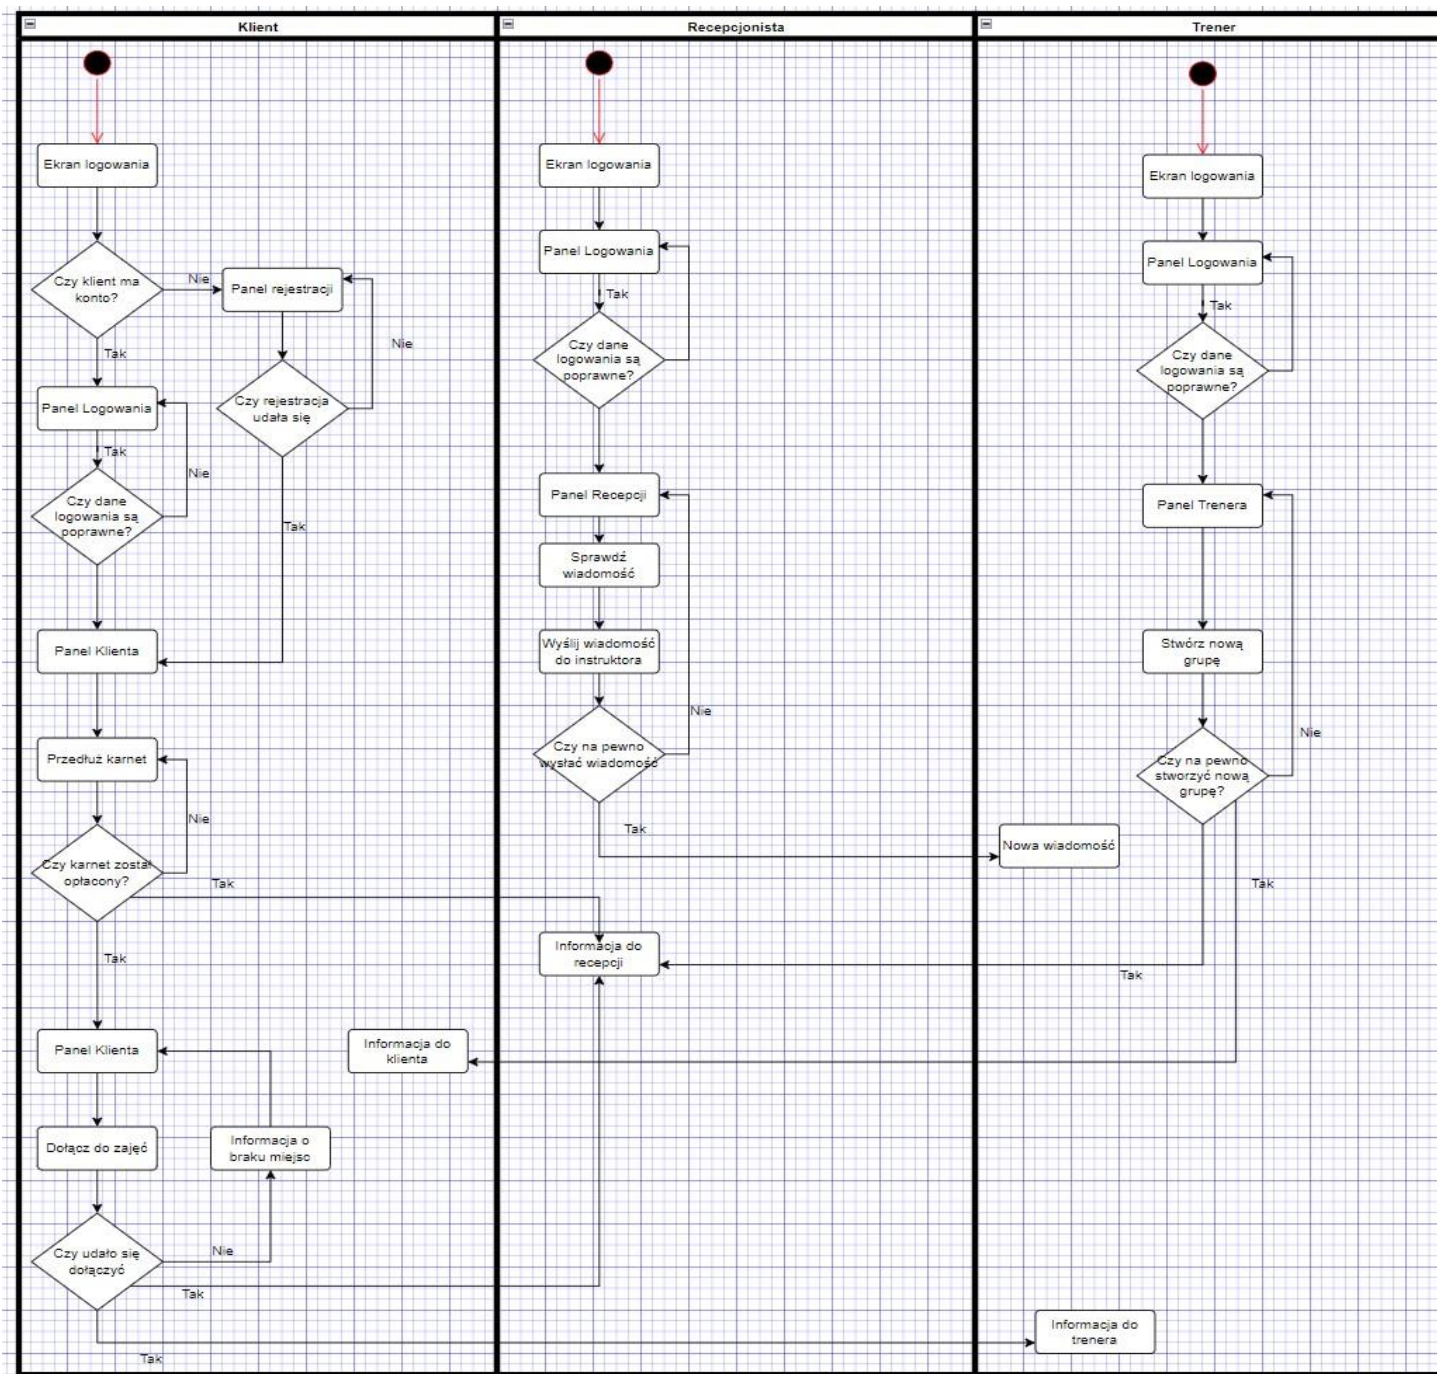 Klient
Recepcjonista
Trener
Ekran logowania
Czy klient ma
konto?
Nie
Panel rejestracji
Nie
Tak
Czy rejestracja
udała się
Tak
Panel Logowania
Tak
Nie
Czy dane
logowania są
poprawne?
Panel Klienta
Przedłuż karnet
Nie
Czy karnet został
opłacony?
Tak
Tak
Panel Klienta
Informacja do
klienta
Dołącz do zajęć
Informacja o
braku miejsc
Czy udało się
dołączyć
Nie
Tak
Tak
Ekran logowania
Panel Logowania
Tak
Czy dane
logowania są
poprawne?
Panel Recepcji
Sprawdź
wiadomość
Wyślij wiadomość
do instruktora
Nie
Czy na pewno
wysłać wiadomość
Tak
Informacja do
recepcji
Ekran logowania
Panel Logowania
Tak
Czy dane
logowania są
poprawne?
Panel Trenera
Stwórz nową
grupę
Nie
Czy na pewno
stworzyć nową
grupę?
Nowa wiadomość
Tak
Tak
Informacja do
trenera